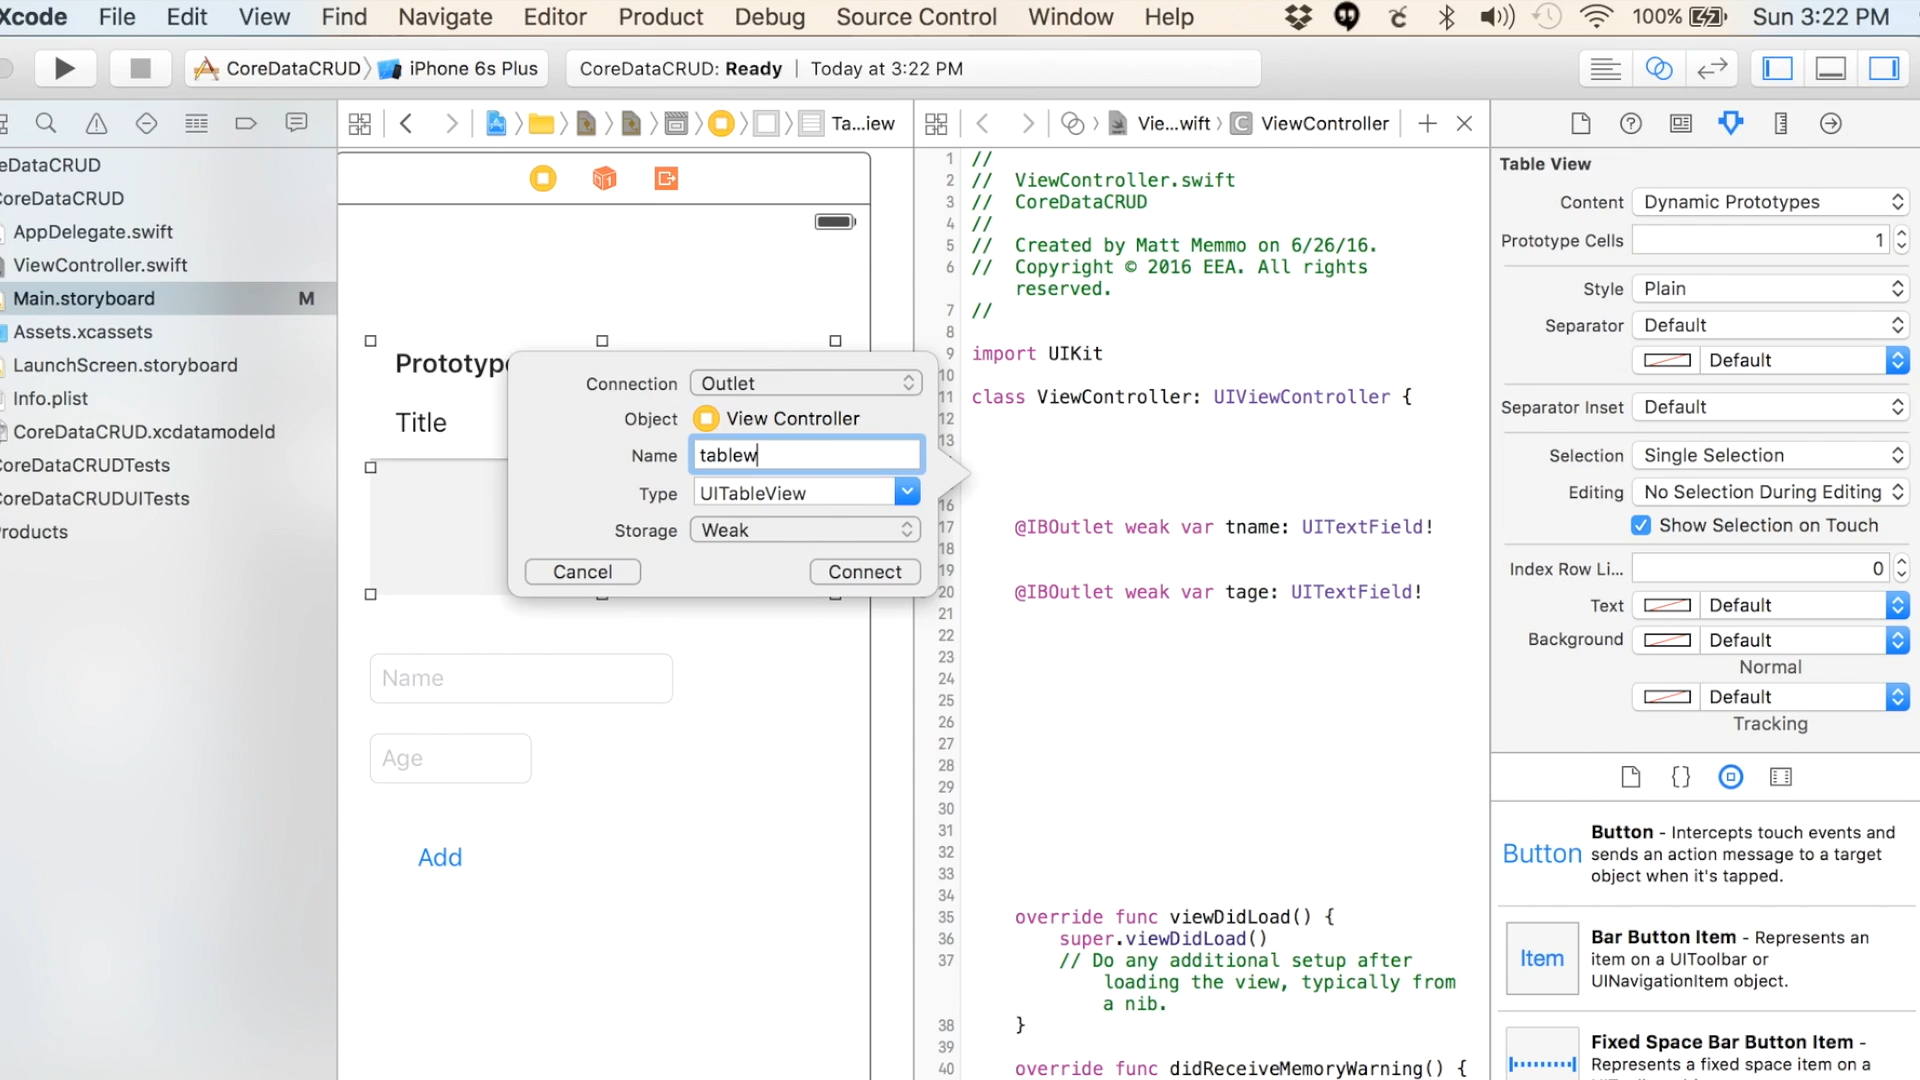 Xcode File Edit View Find Navigate Editor Product Debug Source Control Window Help 100% Sun 3:22 PM
CoreDataCRUD iPhone 6s Plus CoreDataCRUD: Ready | Today at 3:22 PM
Ta...iew Vie...wift ViewController
eDataCRUD
CoreDataCRUD
AppDelegate.swift
ViewController.swift
Main.storyboard M
Assets.xcassets
LaunchScreen.storyboard
Info.plist
CoreDataCRUD.xcdatamodeld
CoreDataCRUDTests
CoreDataCRUDUITests
Products
1
Prototype
Title
Name
Age
Add
Connection Outlet
Object View Controller
Name tablew
Type UITableView
Storage Weak
Cancel Connect
1 //
2 // ViewController.swift
3 // CoreDataCRUD
4 //
5 // Created by Matt Memmo on 6/26/16.
6 // Copyright © 2016 EEA. All rights
reserved.
7 //
8
9 import UIKit
10
11 class ViewController: UIViewController {
12
13
16
17 @IBOutlet weak var tname: UITextField!
18
19
20 @IBOutlet weak var tage: UITextField!
21
22
23
24
25
26
27
28
29
30
31
32
33
34
35 override func viewDidLoad() {
36 super.viewDidLoad()
37 // Do any additional setup after
loading the view, typically from
a nib.
38 }
39
40 override func didReceiveMemoryWarning() {
Table View
Content Dynamic Prototypes
Prototype Cells 1
Style Plain
Separator Default
Default
Separator Inset Default
Selection Single Selection
Editing No Selection During Editing
Show Selection on Touch
Index Row Li... 0
Text Default
Background Default
Normal
Default
Tracking
{}
Button Button - Intercepts touch events and
sends an action message to a target
object when it's tapped.
Item Bar Button Item - Represents an
item on a UIToolbar or
UINavigationItem object.
Fixed Space Bar Button Item -
Represents a fixed space item on a